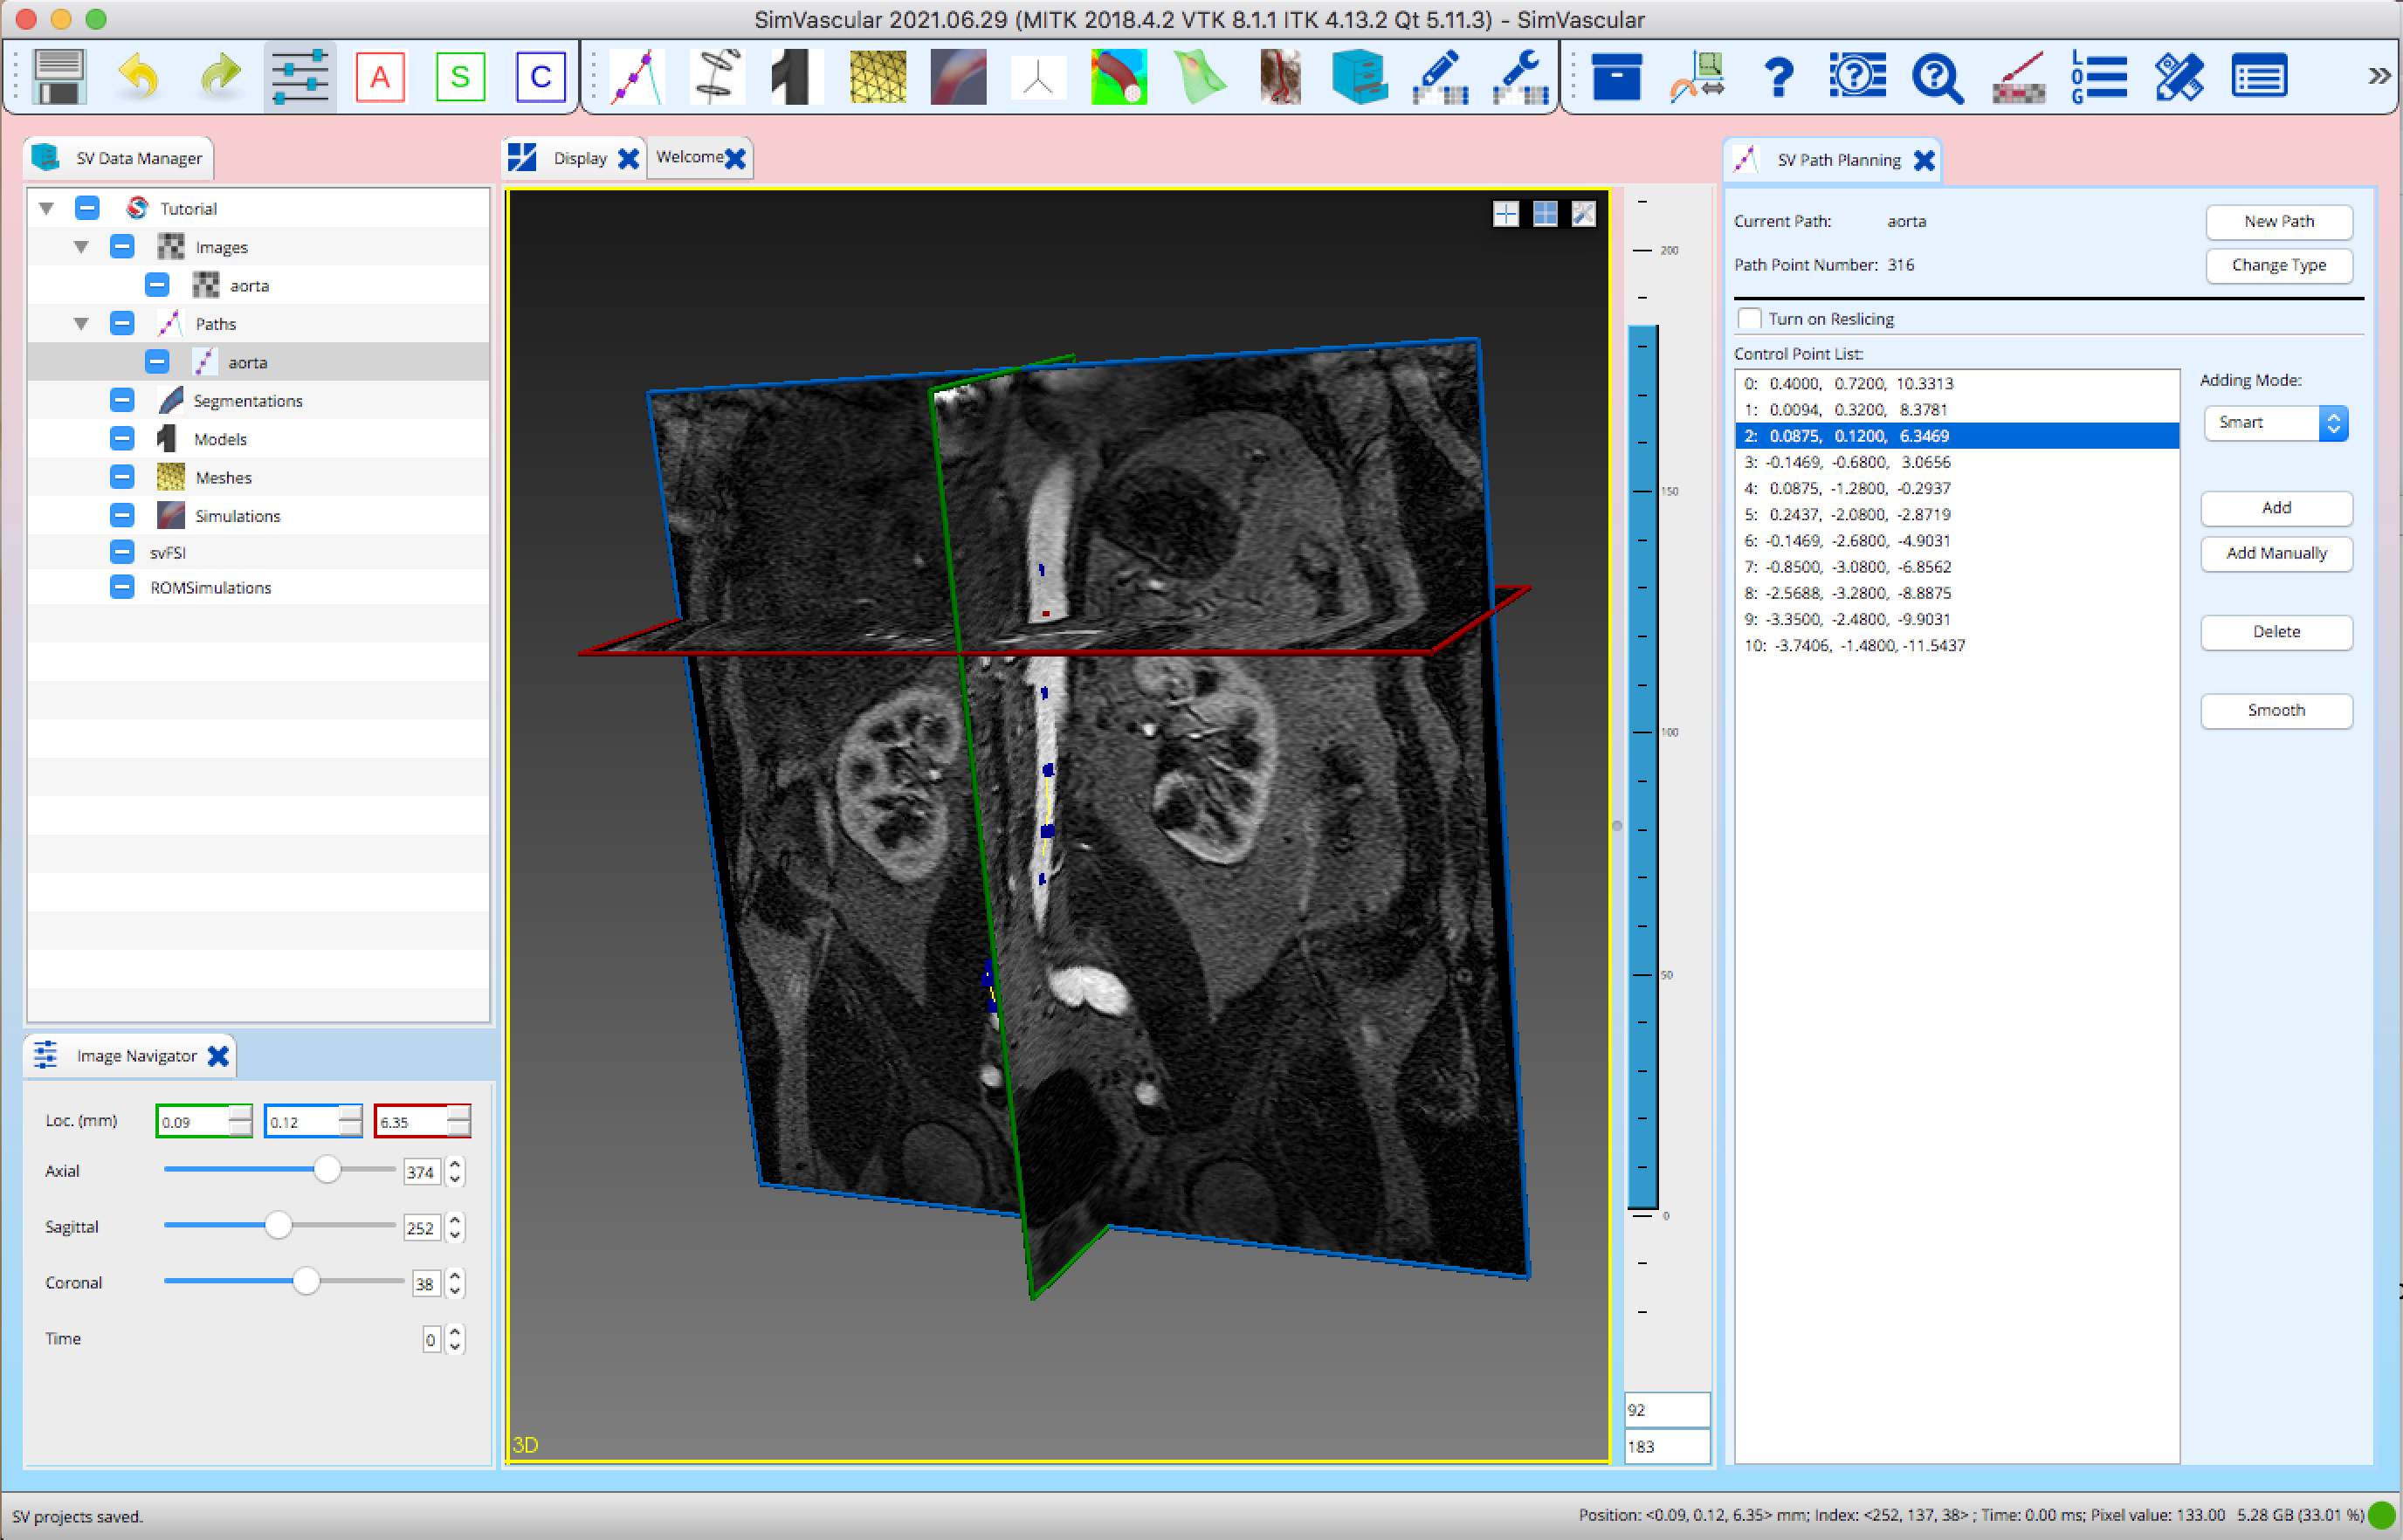 SimVascular 2021.06.29 (MITK 2018.4.2 VTK 8.1.1 ITK 4.13.2 Qt 5.11.3) - SimVascular
A S C
LOG
»
SV Data Manager
Tutorial
Images
aorta
Paths
aorta
Segmentations
Models
Meshes
Simulations
svFSI
ROMSimulations
Image Navigator
Loc. (mm) 0.09 0.12 6.35
Axial 374
Sagittal 252
Coronal 38
Time 0
Display Welcome
3D
200
150
100
50
0
92
183
SV Path Planning
Current Path: aorta New Path
Path Point Number: 316 Change Type
Turn on Reslicing
Control Point List:
0: 0.4000, 0.7200, 10.3313
1: 0.0094, 0.3200, 8.3781
2: 0.0875, 0.1200, 6.3469
3: -0.1469, -0.6800, 3.0656
4: 0.0875, -1.2800, -0.2937
5: 0.2437, -2.0800, -2.8719
6: -0.1469, -2.6800, -4.9031
7: -0.8500, -3.0800, -6.8562
8: -2.5688, -3.2800, -8.8875
9: -3.3500, -2.4800, -9.9031
10: -3.7406, -1.4800, -11.5437
Adding Mode:
Smart
Add
Add Manually
Delete
Smooth
SV projects saved.
Position: <0.09, 0.12, 6.35> mm; Index: <252, 137, 38> ; Time: 0.00 ms; Pixel value: 133.00 5.28 GB (33.01 %)